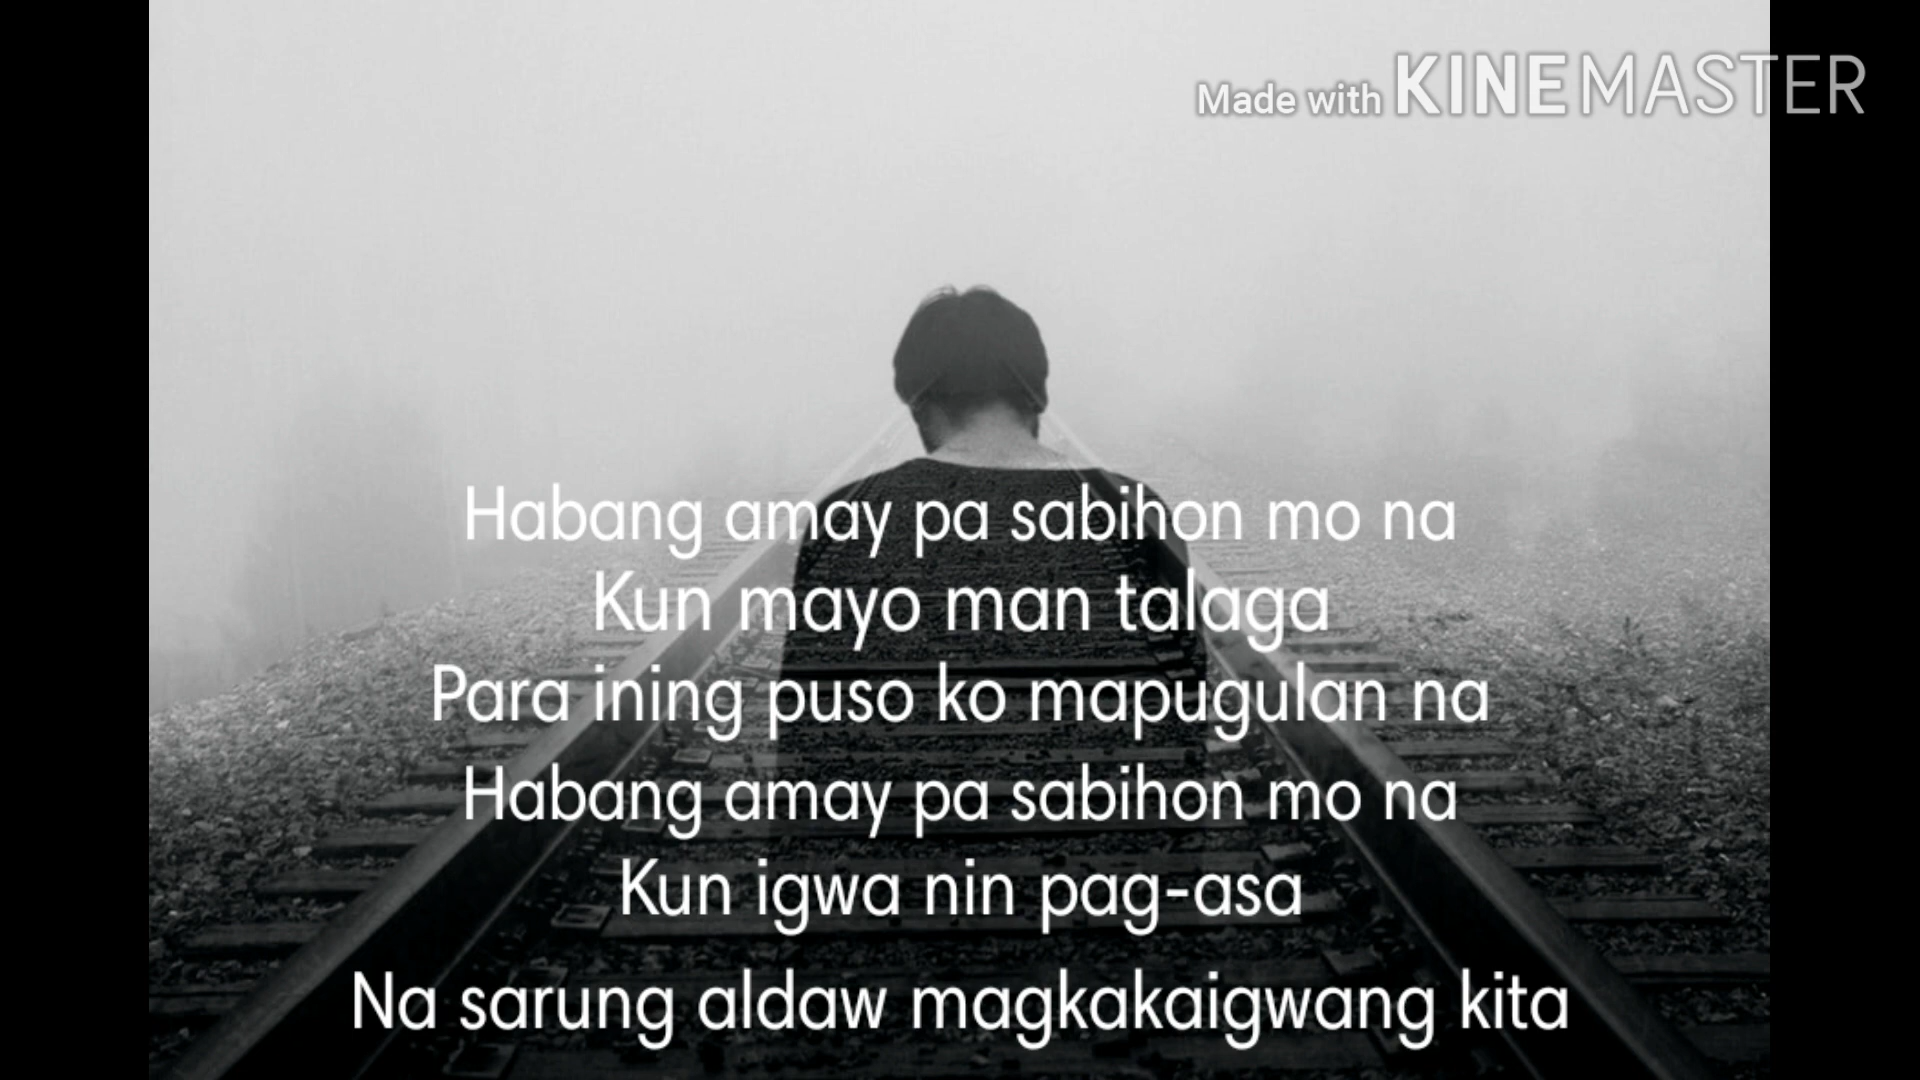 Made with KINEMASTER
Habang amay pa sabihon mo na
Kun mayo man talaga
Para ining puso ko mapugulan na
Habang amay pa sabihon mo na
Kun igwa nin pag-asa
Na sarung aldaw magkakaigwang kita